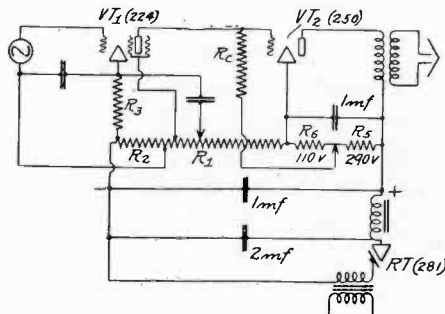 VT1 (224)
VT2 (250)
RC
R3
1mf
R2
R1
R6
R5
110V
290V
- +
1mf
2mf
RT (281)